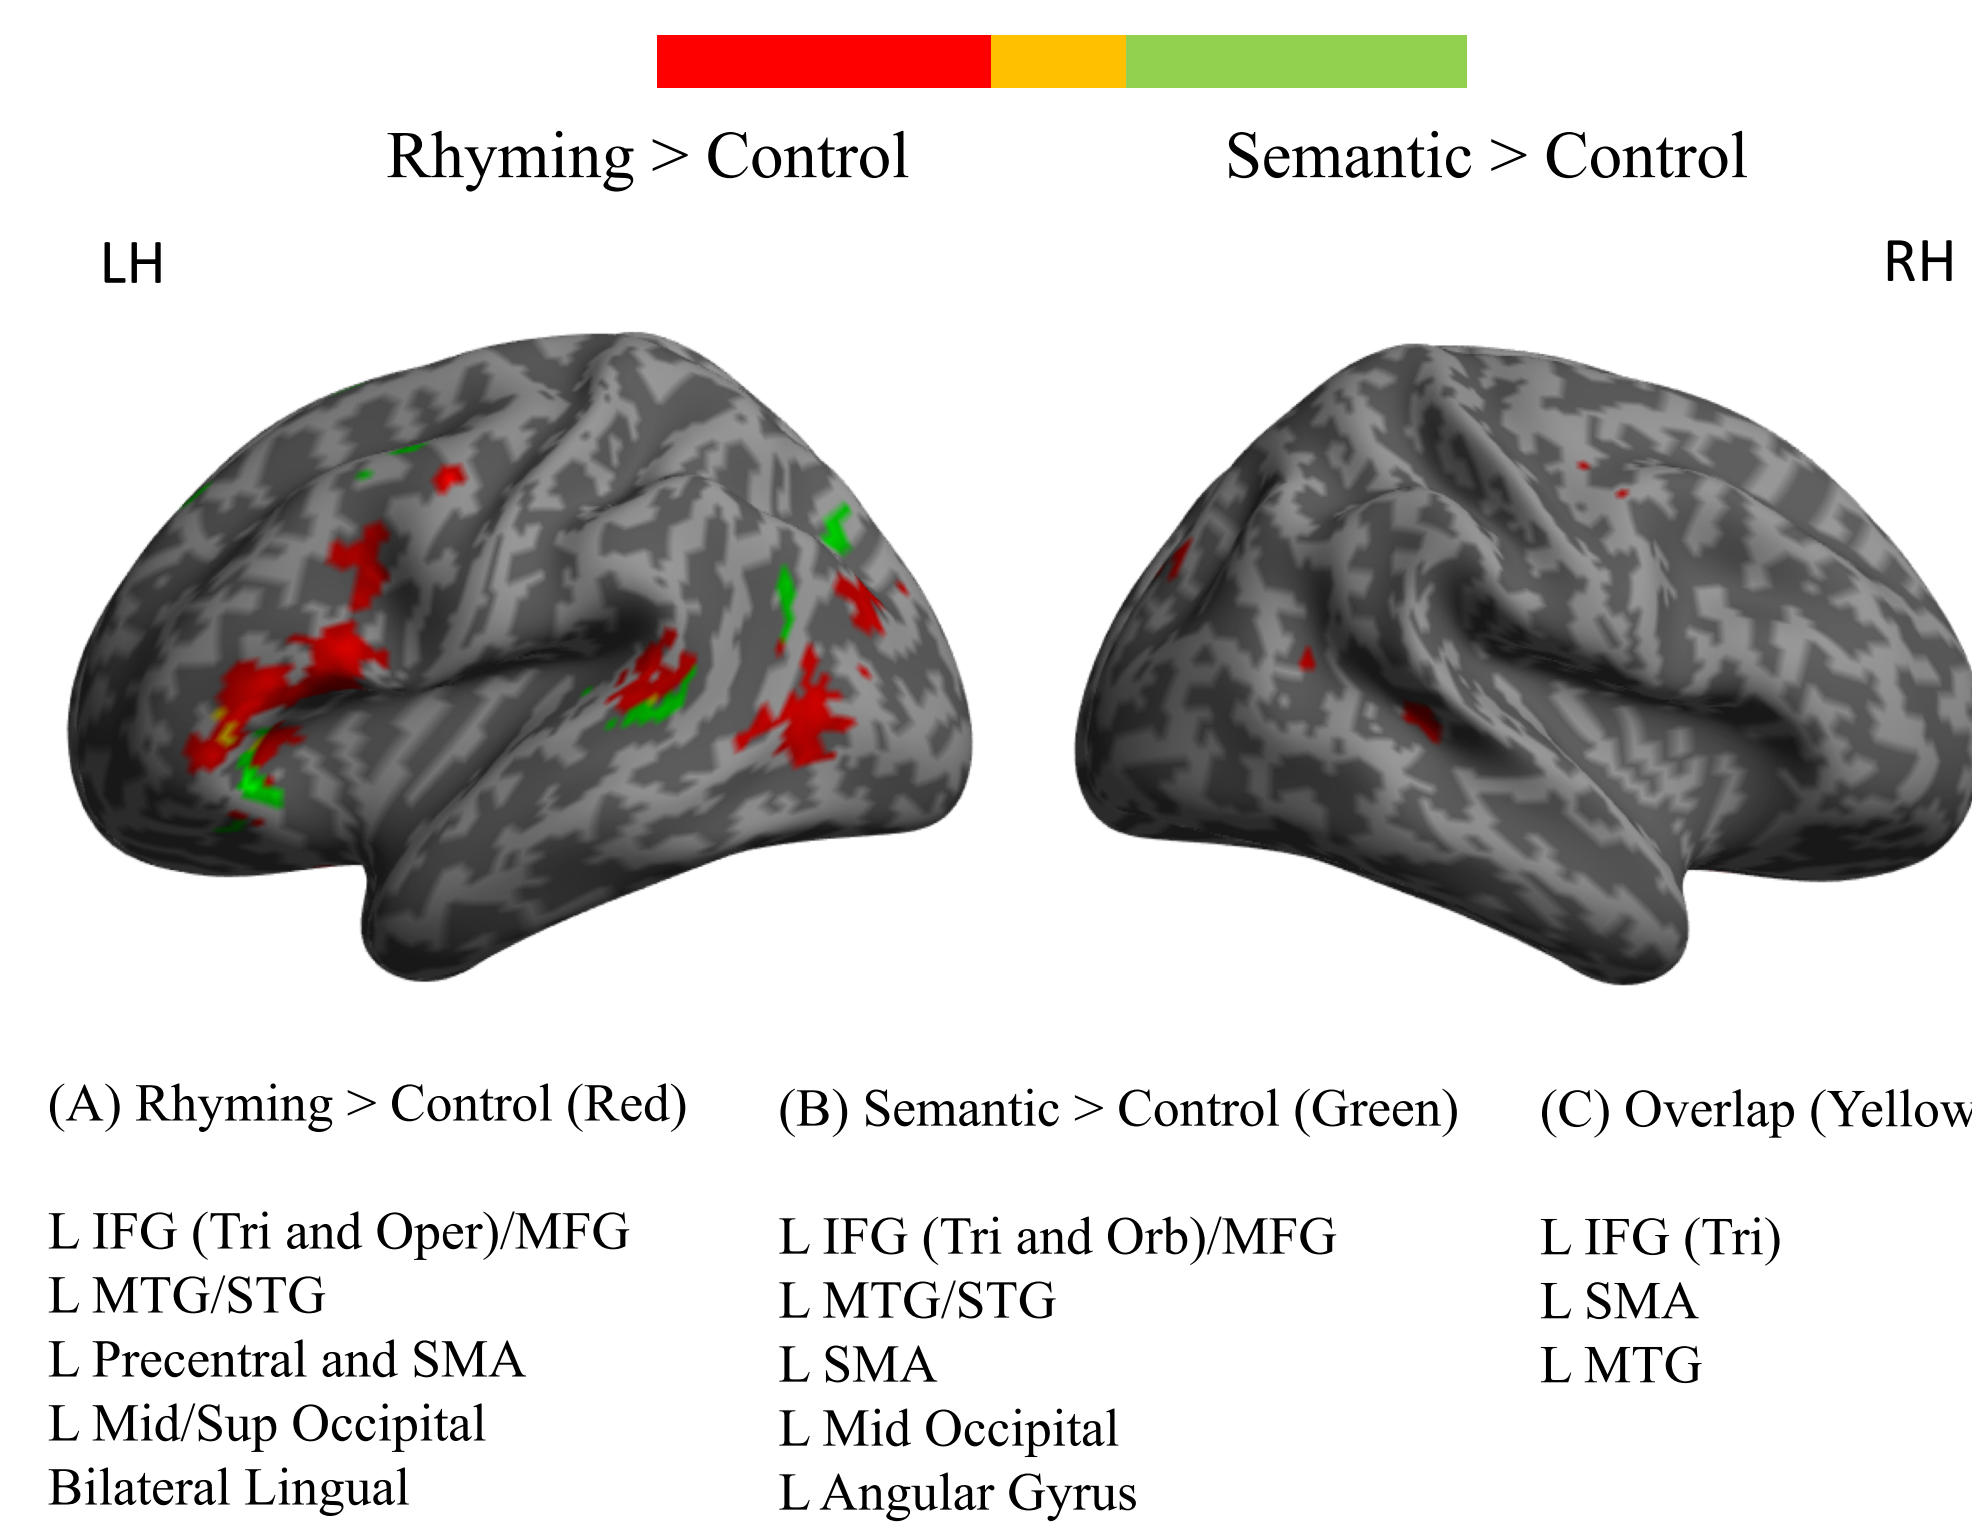 Rhyming > Control
Semantic > Control
LH
RH
(A) Rhyming > Control (Red)
L IFG (Tri and Oper)/MFG
L MTG/STG
L Precentral and SMA
L Mid/Sup Occipital
Bilateral Lingual
(B) Semantic > Control (Green)
L IFG (Tri and Orb)/MFG
L MTG/STG
L SMA
L Mid Occipital
L Angular Gyrus
(C) Overlap (Yellow
L IFG (Tri)
L SMA
L MTG